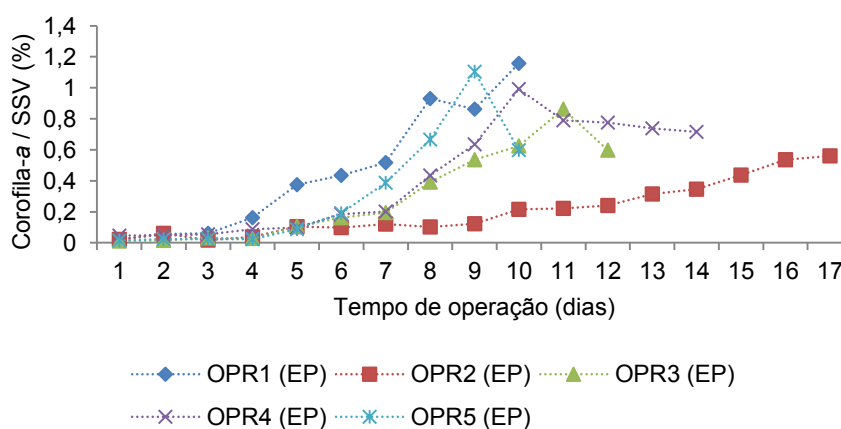 1,4
1,2
1
0,8
0,6
0,4
0,2
0
Corofila-a / SSV (%)
1 2 3 4 5 6 7 8 9 10 11 12 13 14 15 16 17
Tempo de operação (dias)
OPR1 (EP) OPR2 (EP) OPR3 (EP)
OPR4 (EP) OPR5 (EP)